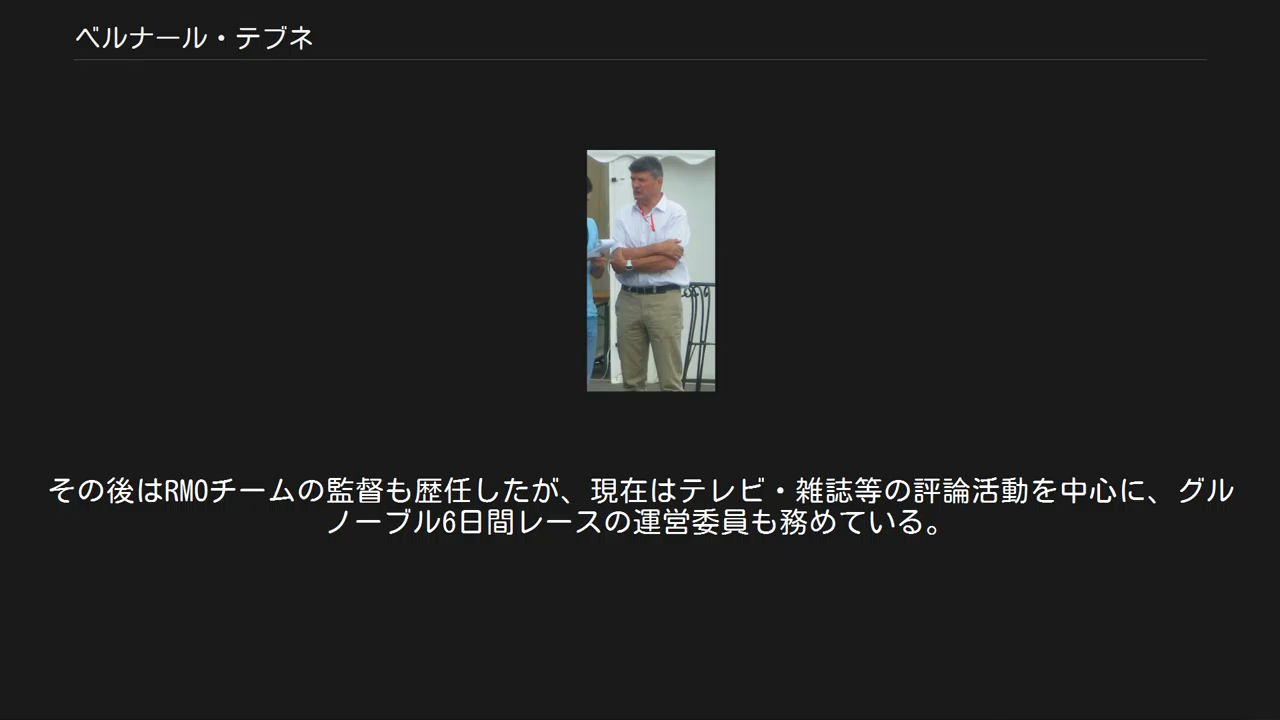 ベルナール・テブネ
その後はRMOチームの監督も歴任したが、現在はテレビ・雑誌等の評論活動を中心に、グル
ノーブル6日間レースの運営委員も務めている。